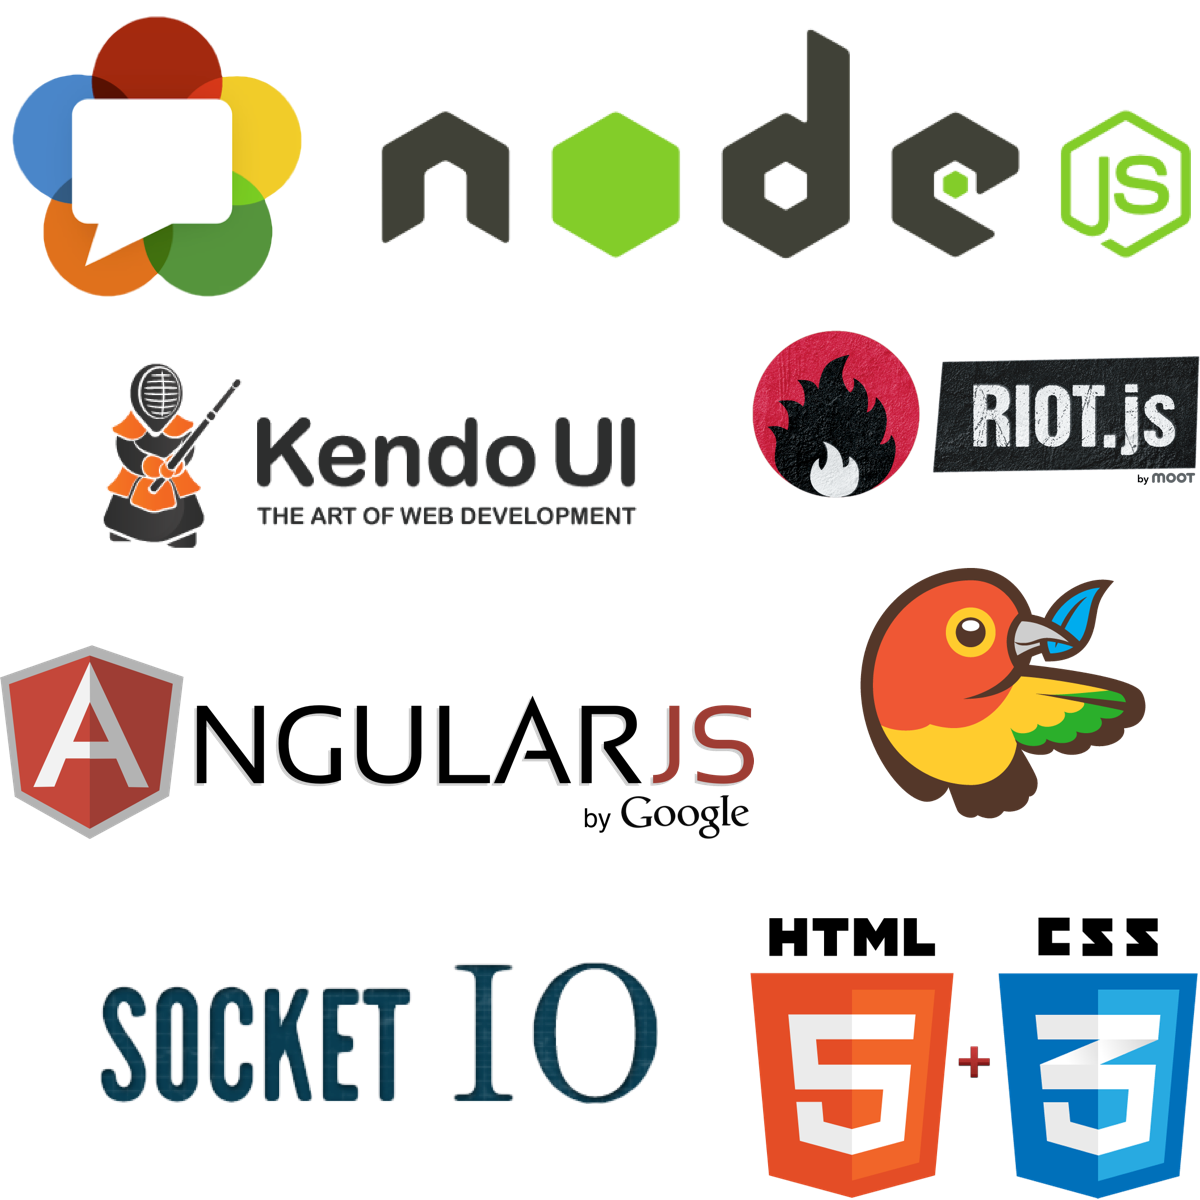 node
JS
RIOT.js
by MOOT
Kendo UI
THE ART OF WEB DEVELOPMENT
ANGULARJS
by Google
HTML
CSS
5
+
3
SOCKET IO